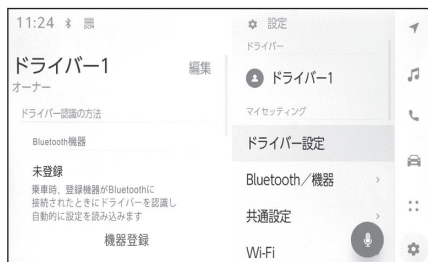 11:24
ドライバー1
編集
オーナー
ドライバー認識の方法
Bluetooth機器
未登録
乗車時、登録機器がBluetoothに
接続されたときにドライバーを認識し
自動的に設定を読み込みます
機器登録
設定
ドライバー
ドライバー1
マイセッティング
ドライバー設定
Bluetooth／機器
共通設定
Wi-Fi